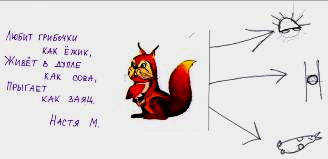 Любит грибочки
как ёжик,
Живёт в дупле
как сова,
Прыгает
как заяц.
Настя М.